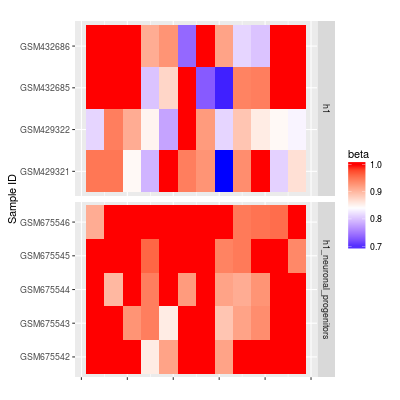 GSM432686
GSM432685
GSM429322
GSM429321
h1
GSM675546
GSM675545
GSM675544
GSM675543
GSM675542
h1_neuronal_progenitors
Sample ID
beta
1.0
0.9
0.8
0.7